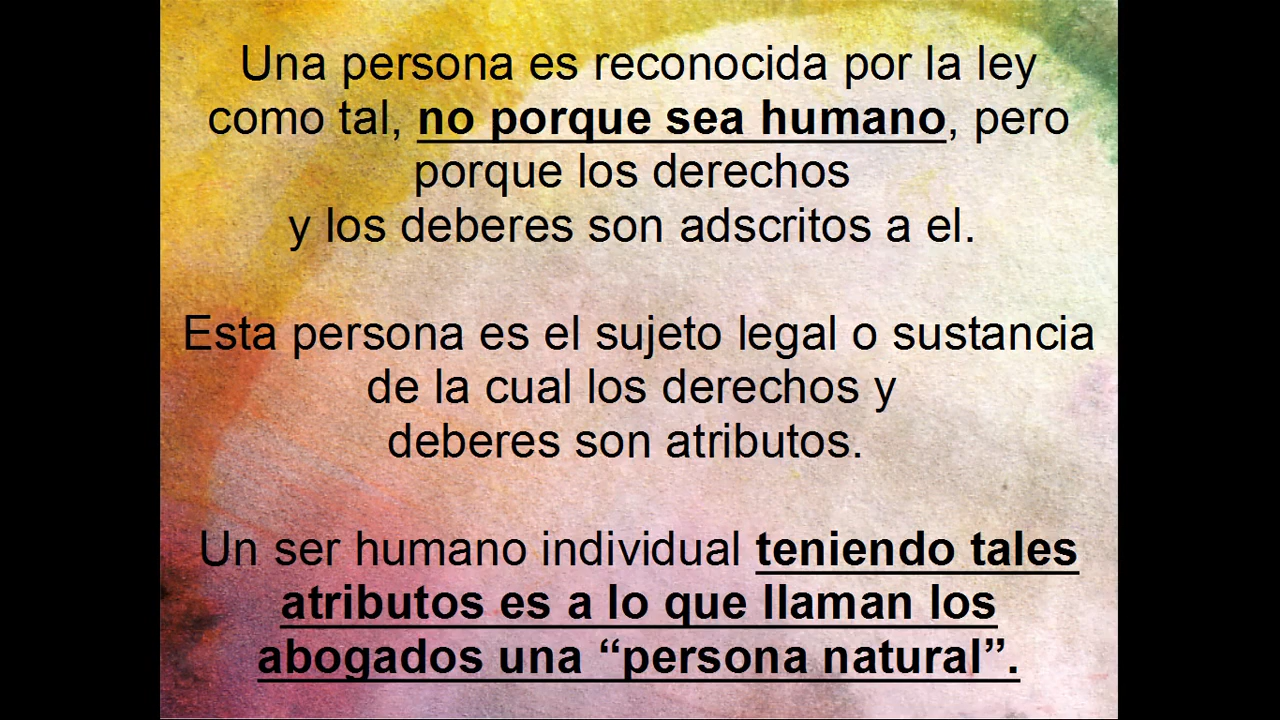 Una persona es reconocida por la ley
como tal, no porque sea humano, pero
porque los derechos
y los deberes son adscritos a el.
Esta persona es el sujeto legal o sustancia
de la cual los derechos y
deberes son atributos.
Un ser humano individual teniendo tales
atributos es a lo que llaman los
abogados una “persona natural”.